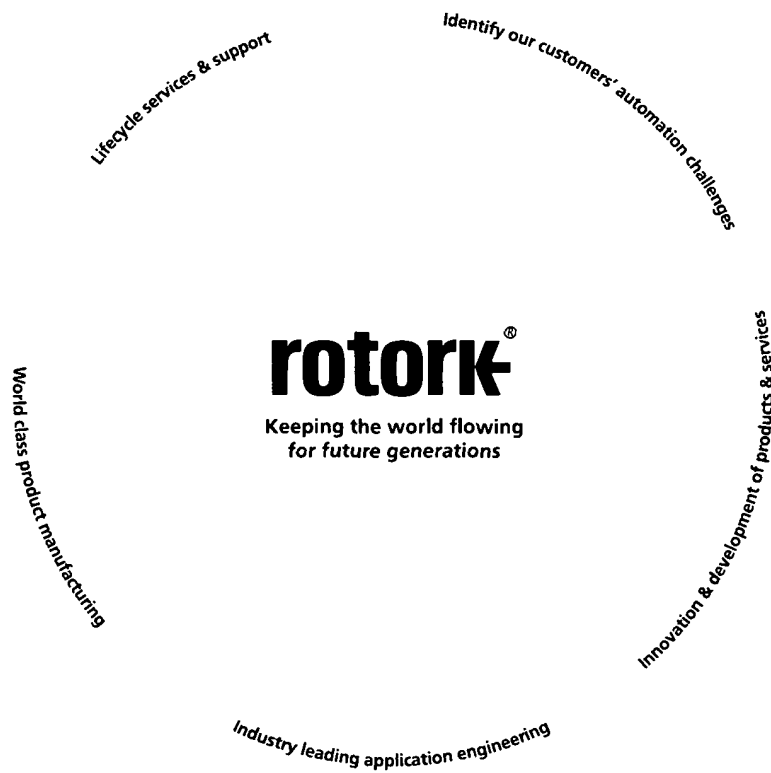 Identify our customers' automation challenges
Innovation & development of products & services
Industry leading application engineering
World class product manufacturing
Lifecycle services & support
rotork®
Keeping the world flowing
for future generations